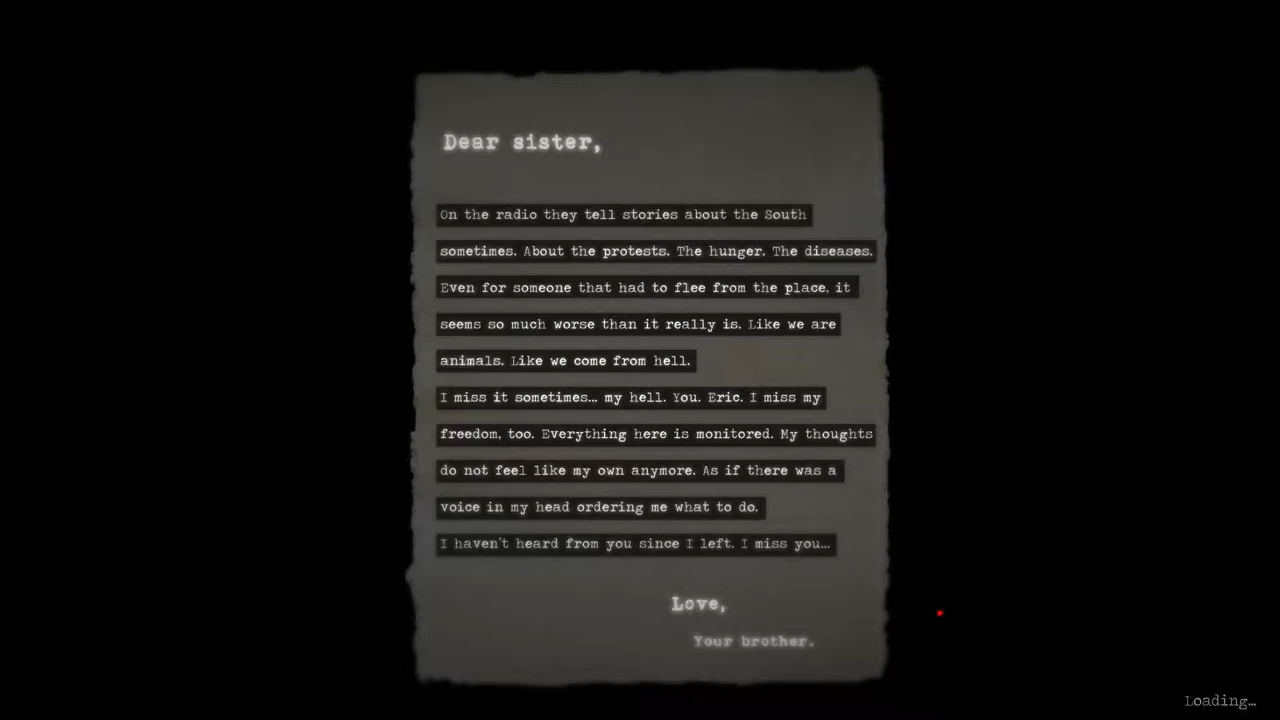 Dear sister,
On the radio they tell stories about the South
sometimes. About the protests. The hunger. The diseases.
Even for someone that had to flee from the place, it
seems so much worse than it really is. Like we are
animals. Like we come from hell.
I miss it sometimes… my hell. You. Eric. I miss my
freedom, too. Everything here is monitored. My thoughts
do not feel like my own anymore. As if there was a
voice in my head ordering me what to do.
I haven't heard from you since I left. I miss you…
Love,
Your brother.
Loading…